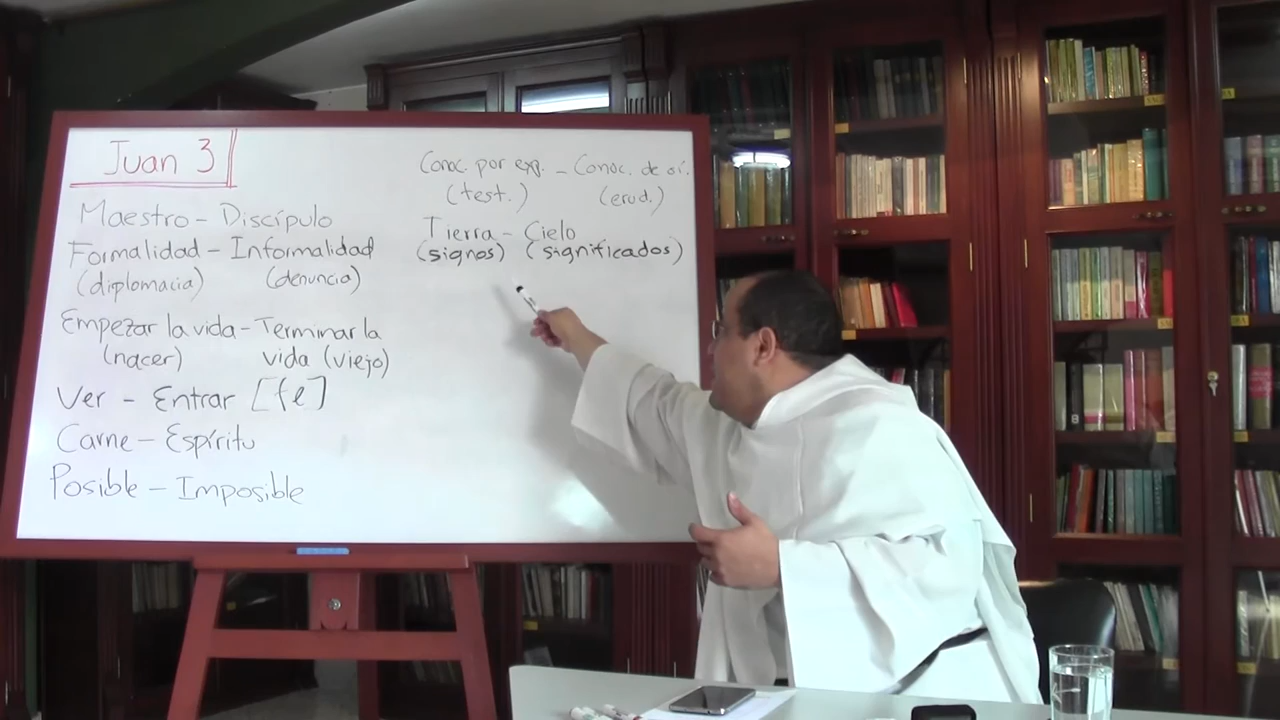 Juan 3
Maestro - Discípulo
Formalidad - Informalidad
(diplomacia) (denuncia)
Empezar la vida - Terminar la
(nacer) vida (viejo)
Ver - Entrar [fe]
Carne - Espíritu
Posible - Imposible
Conoc. por exp. - Conoc. de oí.
(test.) (erud.)
Tierra - Cielo
(signos) (significados)